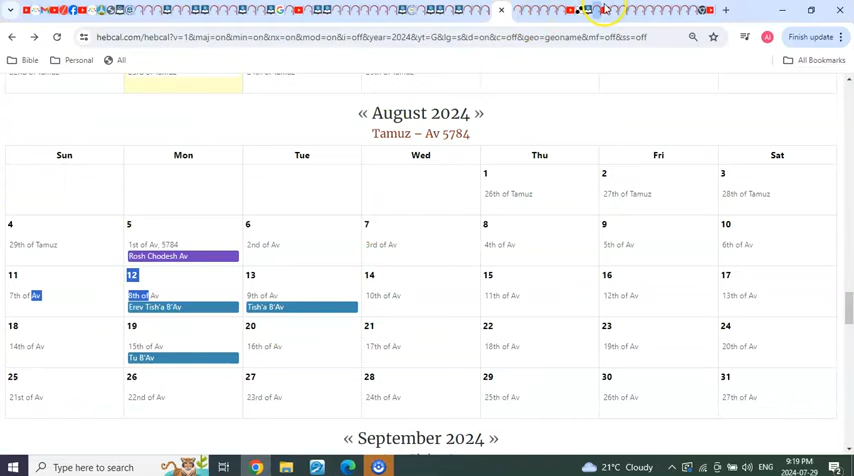 hebcal.com/hebcal?v=1&maj=on&min=on&nx=on&mod=on&i=off&year=2024&yt=G&lg=s&d=on&c=off&geo=geoname&mf=off&ss=off
AI
Finish update
Bible
Personal
All
All Bookmarks
« August 2024 »
Tamuz – Av 5784
Sun Mon Tue Wed Thu Fri Sat
1 2 3
26th of Tamuz 27th of Tamuz 28th of Tamuz
4 5 6 7 8 9 10
29th of Tamuz 1st of Av, 5784 2nd of Av 3rd of Av 4th of Av 5th of Av 6th of Av
Rosh Chodesh Av
11 12 13 14 15 16 17
7th of Av 8th of Av 9th of Av 10th of Av 11th of Av 12th of Av 13th of Av
Erev Tish'a B'Av Tish'a B'Av
18 19 20 21 22 23 24
14th of Av 15th of Av 16th of Av 17th of Av 18th of Av 19th of Av 20th of Av
Tu B'Av
25 26 27 28 29 30 31
21st of Av 22nd of Av 23rd of Av 24th of Av 25th of Av 26th of Av 27th of Av
« September 2024 »
Type here to search
21°C Cloudy
ENG
9:19 PM
2024-07-29